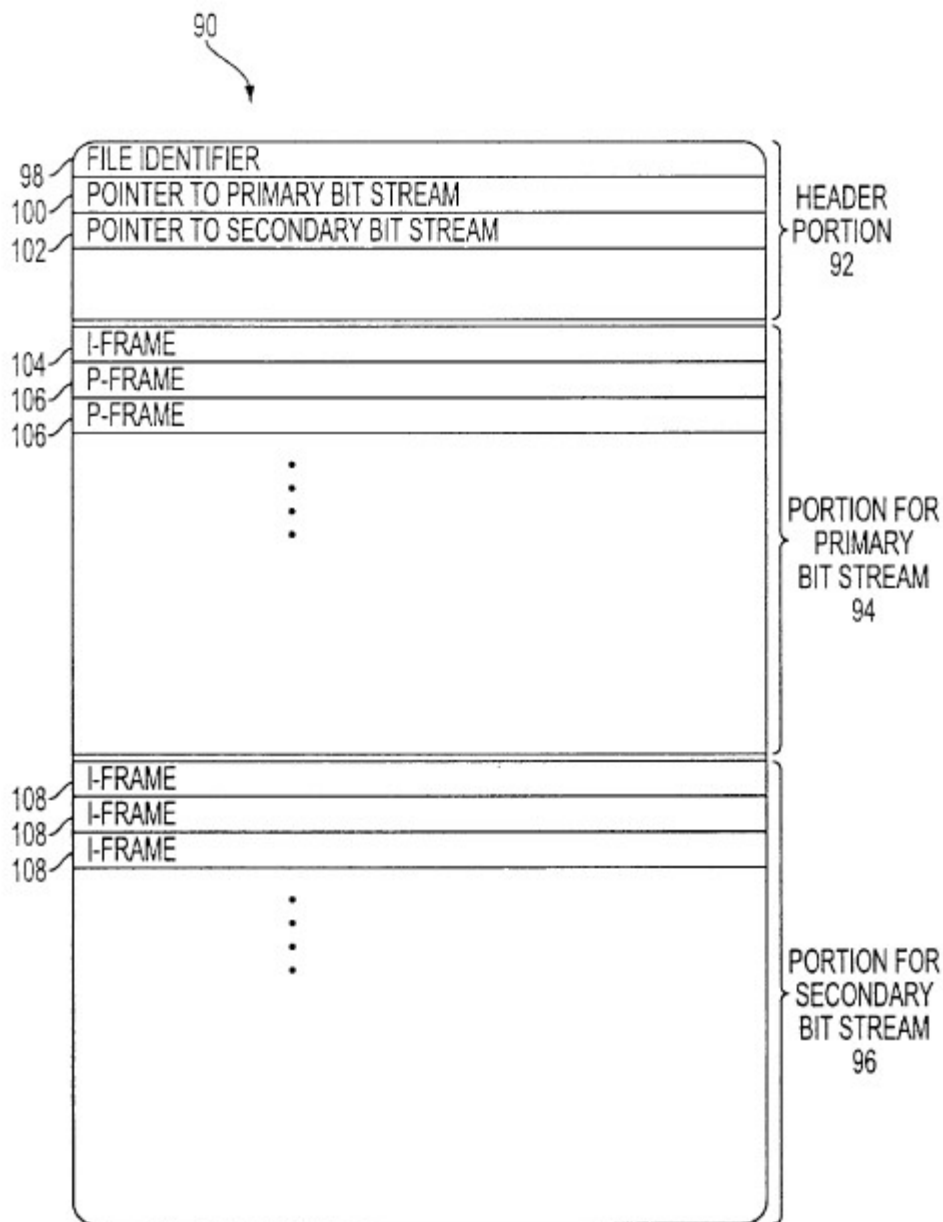 90
98 FILE IDENTIFIER
100 POINTER TO PRIMARY BIT STREAM
102 POINTER TO SECONDARY BIT STREAM
HEADER
PORTION
92
104 I-FRAME
106 P-FRAME
106 P-FRAME
PORTION FOR
PRIMARY
BIT STREAM
94
108 I-FRAME
108 I-FRAME
108 I-FRAME
PORTION FOR
SECONDARY
BIT STREAM
96